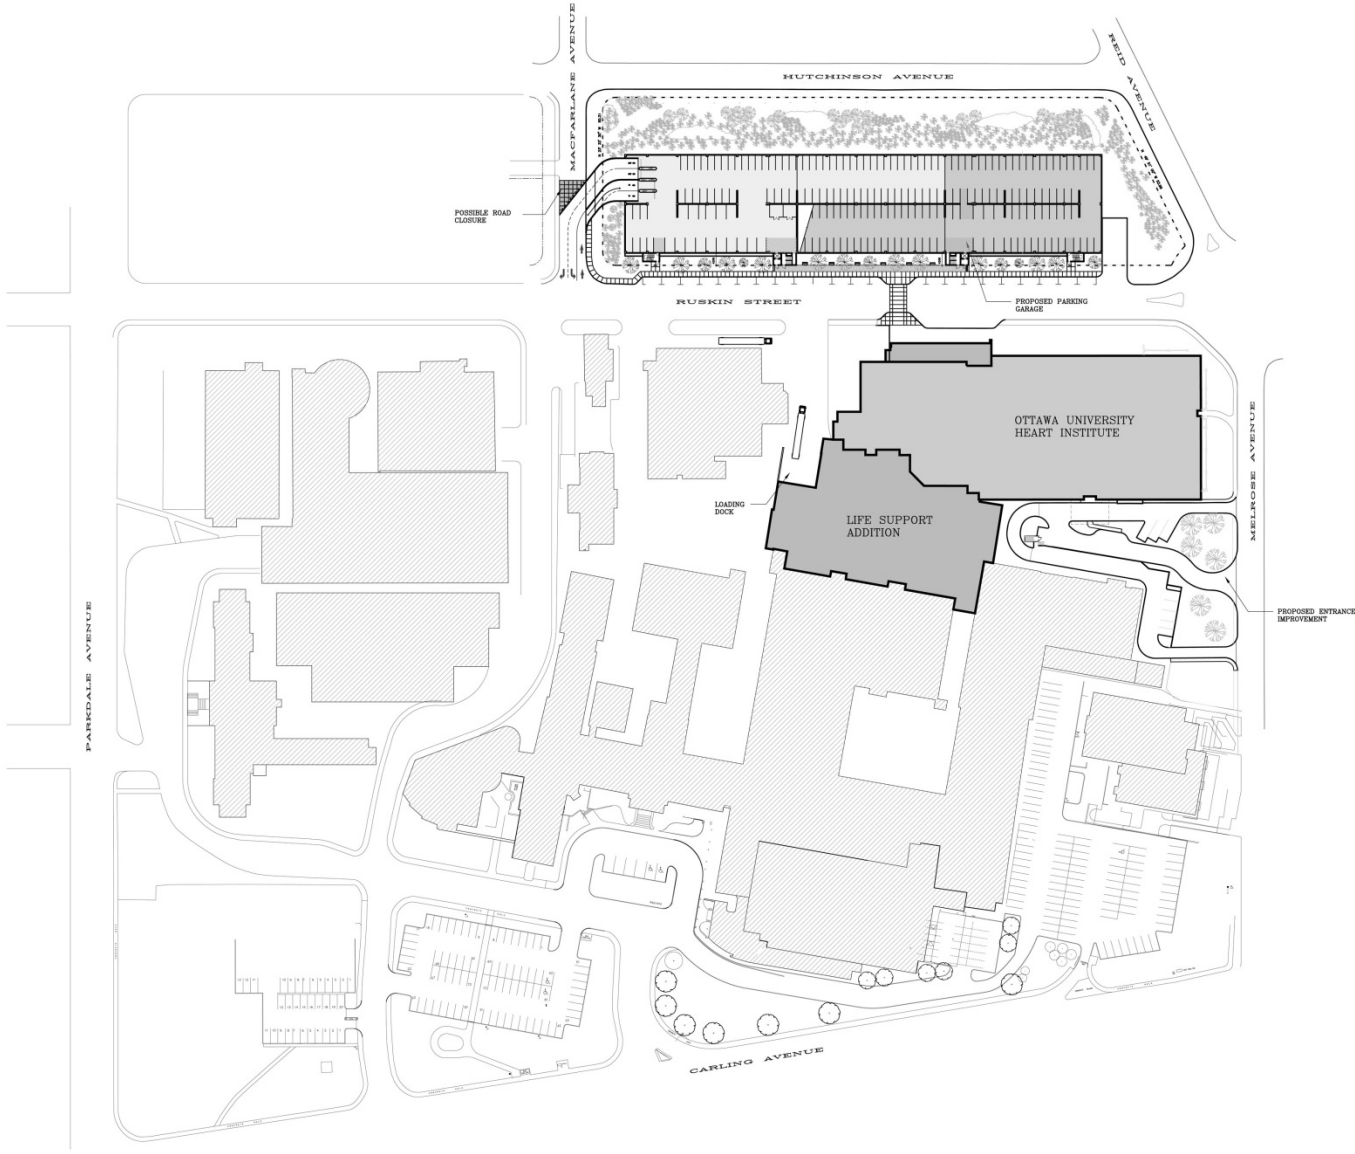 MACFARLANE AVENUE
REID AVENUE
HUTCHINSON AVENUE
POSSIBLE ROAD
CLOSURE
RUSKIN STREET
PROPOSED PARKING
GARAGE
OTTAWA UNIVERSITY
HEART INSTITUTE
MELROSE AVENUE
LOADING
DOCK
LIFE SUPPORT
ADDITION
PROPOSED ENTRANCE
IMPROVEMENT
PARKDALE AVENUE
CARLING AVENUE